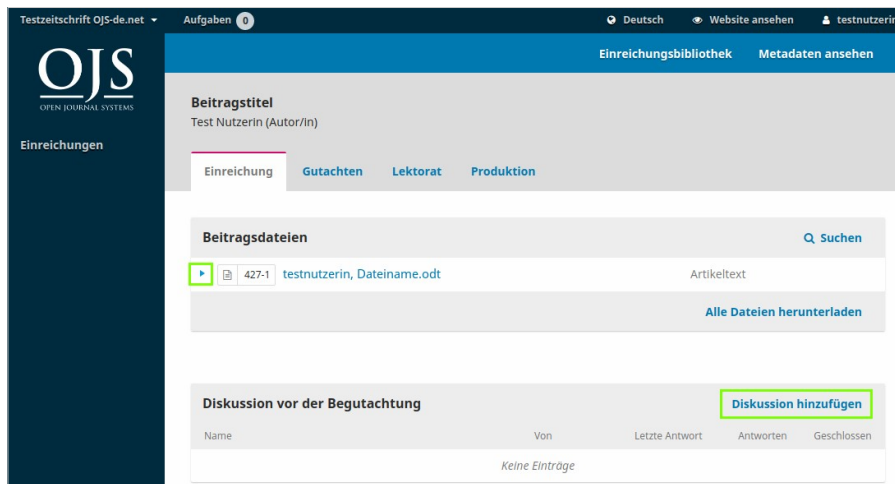 Testzeitschrift OJS-de.net Aufgaben 0 Deutsch Website ansehen testnutzerin
OJS
OPEN JOURNAL SYSTEMS
Einreichungsbibliothek Metadaten ansehen
Beitragstitel
Test Nutzerin (Autor/in)
Einreichungen
Einreichung Gutachten Lektorat Produktion
Beitragsdateien Suchen
427-1 testnutzerin, Dateiname.odt Artikeltext
Alle Dateien herunterladen
Diskussion vor der Begutachtung Diskussion hinzufügen
Name Von Letzte Antwort Antworten Geschlossen
Keine Einträge